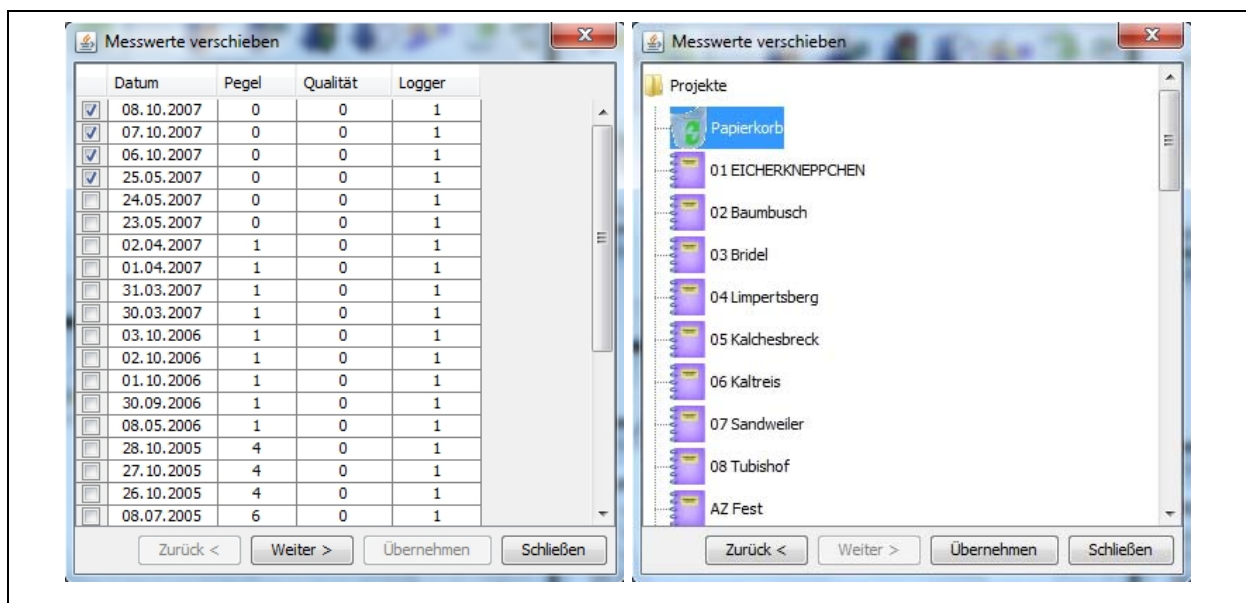 Messwerte verschieben
Datum Pegel Qualität Logger
08.10.2007 0 0 1
07.10.2007 0 0 1
06.10.2007 0 0 1
25.05.2007 0 0 1
24.05.2007 0 0 1
23.05.2007 0 0 1
02.04.2007 1 0 1
01.04.2007 1 0 1
31.03.2007 1 0 1
30.03.2007 1 0 1
03.10.2006 1 0 1
02.10.2006 1 0 1
01.10.2006 1 0 1
30.09.2006 1 0 1
08.05.2006 1 0 1
28.10.2005 4 0 1
27.10.2005 4 0 1
26.10.2005 4 0 1
08.07.2005 6 0 1
Zurück < Weiter > Übernehmen Schließen
Messwerte verschieben
Projekte
Papierkorb
01 EICHERKNEPPCHEN
02 Baumbusch
03 Bridel
04 Limpertsberg
05 Kalchesbreck
06 Kaltreis
07 Sandweiler
08 Tubishof
AZ Fest
Zurück < Weiter > Übernehmen Schließen